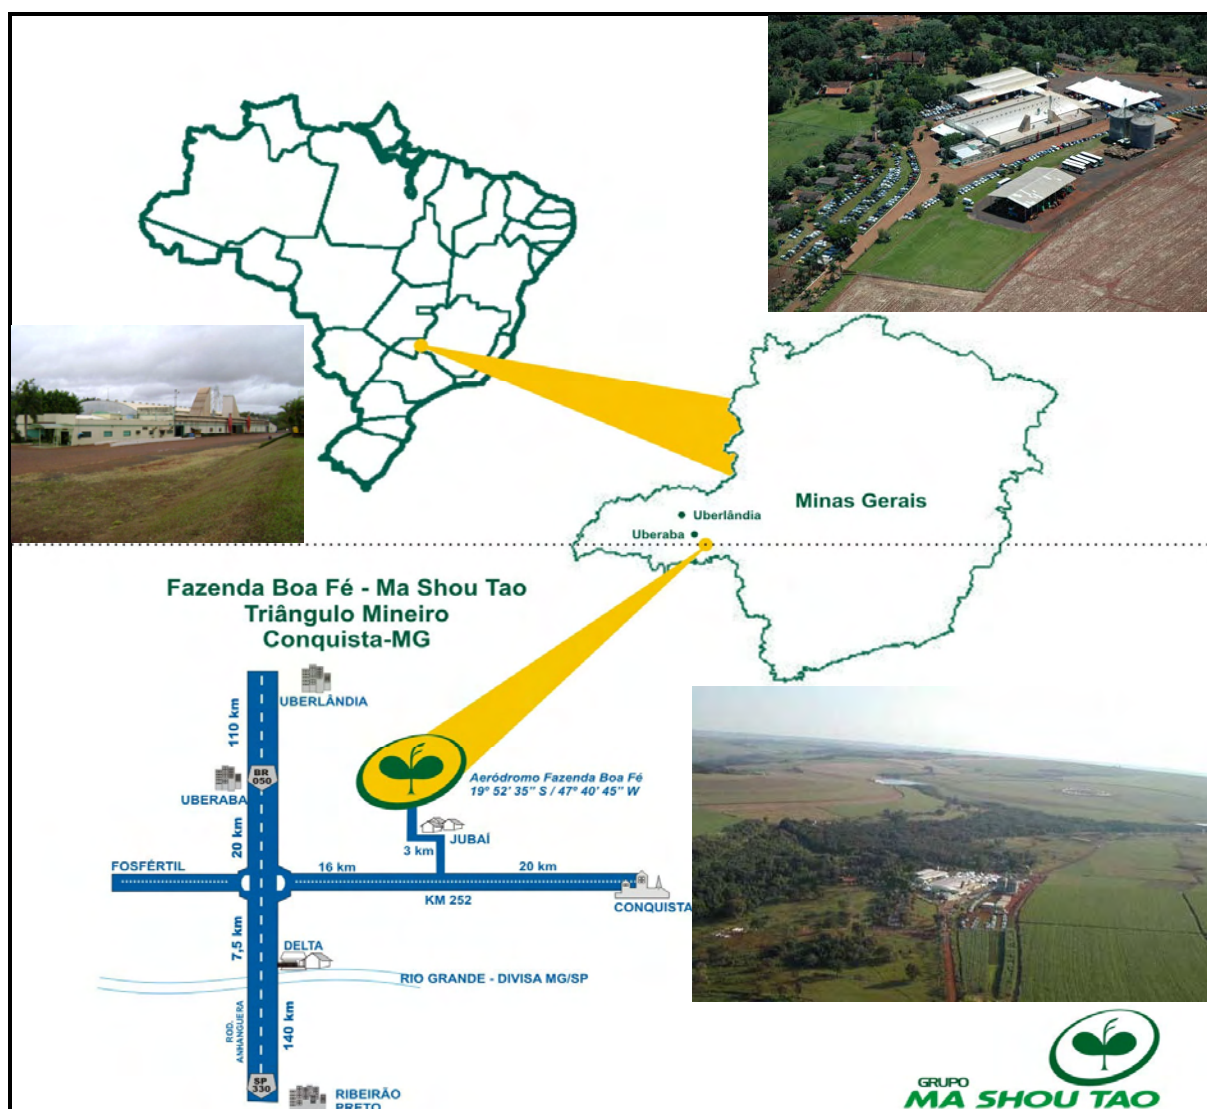 Minas Gerais
Uberlândia
Uberaba
Fazenda Boa Fé - Ma Shou Tao
Triângulo Mineiro
Conquista-MG
UBERLÂNDIA
110 km
BR
050
UBERABA
Aeródromo Fazenda Boa Fé
19º 52' 35" S / 47º 40' 45" W
JUBAÍ
3 km
20 km
FOSFÉRTIL
16 km
20 km
KM 252
CONQUISTA
7,5 km
DELTA
RIO GRANDE - DIVISA MG/SP
ROD.
ANHANGUERA
140 km
SP
330
RIBEIRÃO
PRETO
GRUPO
MA SHOU TAO